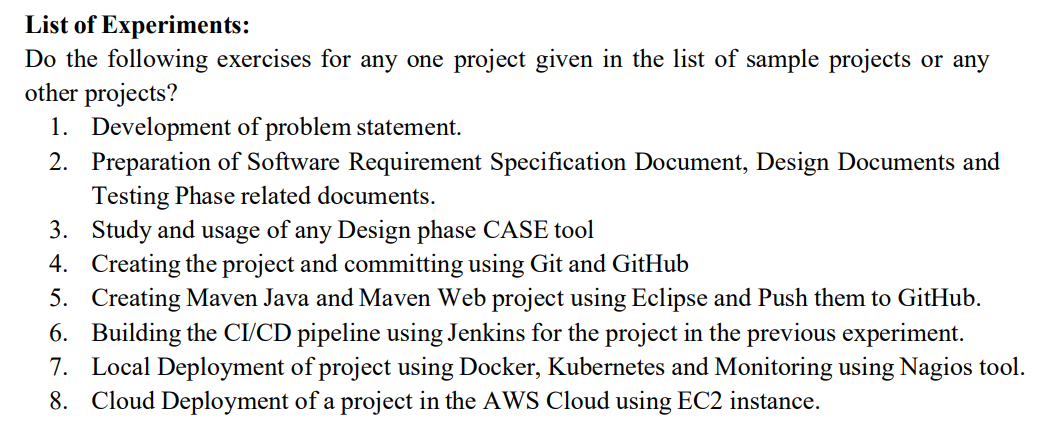 List of Experiments:
Do the following exercises for any one project given in the list of sample projects or any
other projects?
1. Development of problem statement.
2. Preparation of Software Requirement Specification Document, Design Documents and
Testing Phase related documents.
3. Study and usage of any Design phase CASE tool
4. Creating the project and committing using Git and GitHub
5. Creating Maven Java and Maven Web project using Eclipse and Push them to GitHub.
6. Building the CI/CD pipeline using Jenkins for the project in the previous experiment.
7. Local Deployment of project using Docker, Kubernetes and Monitoring using Nagios tool.
8. Cloud Deployment of a project in the AWS Cloud using EC2 instance.